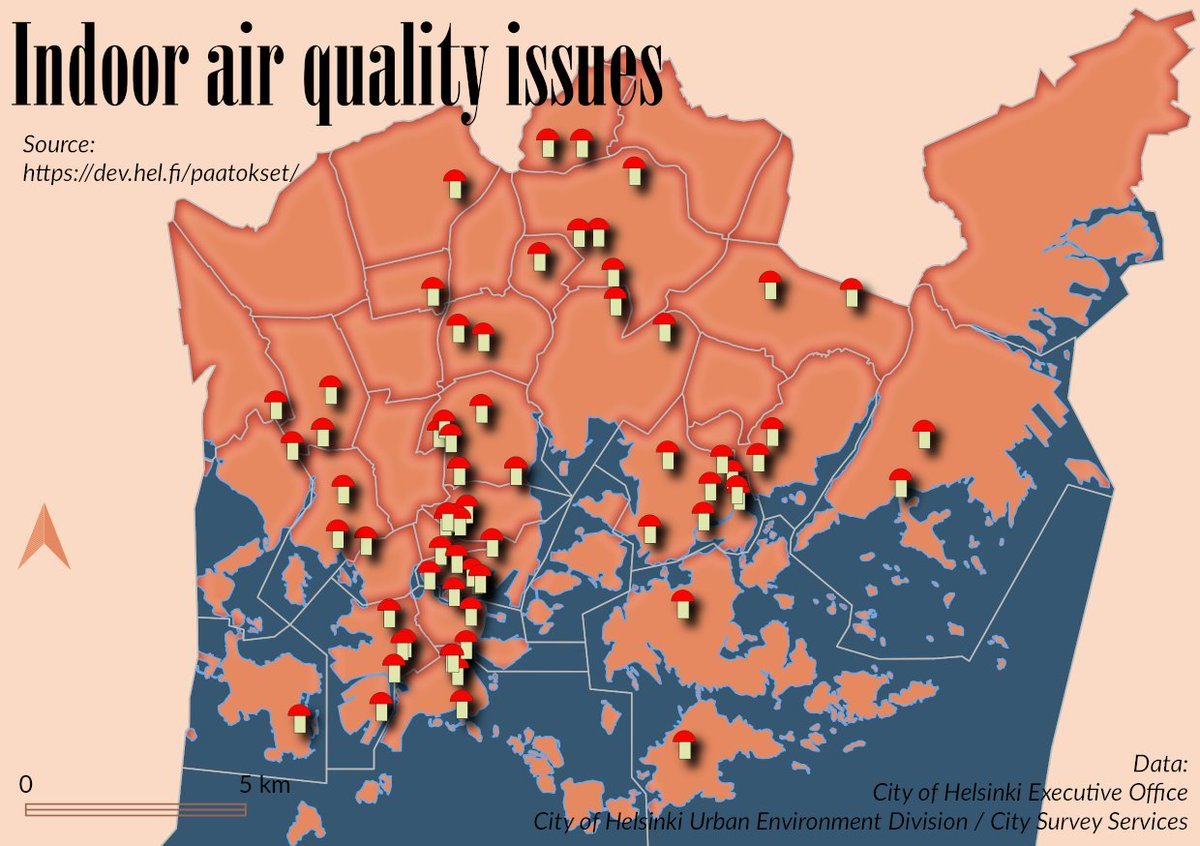 Indoor air quality issues
Source:
https://dev.hel.fi/paatokset/
0 5 km
Data:
City of Helsinki Executive Office
City of Helsinki Urban Environment Division / City Survey Services